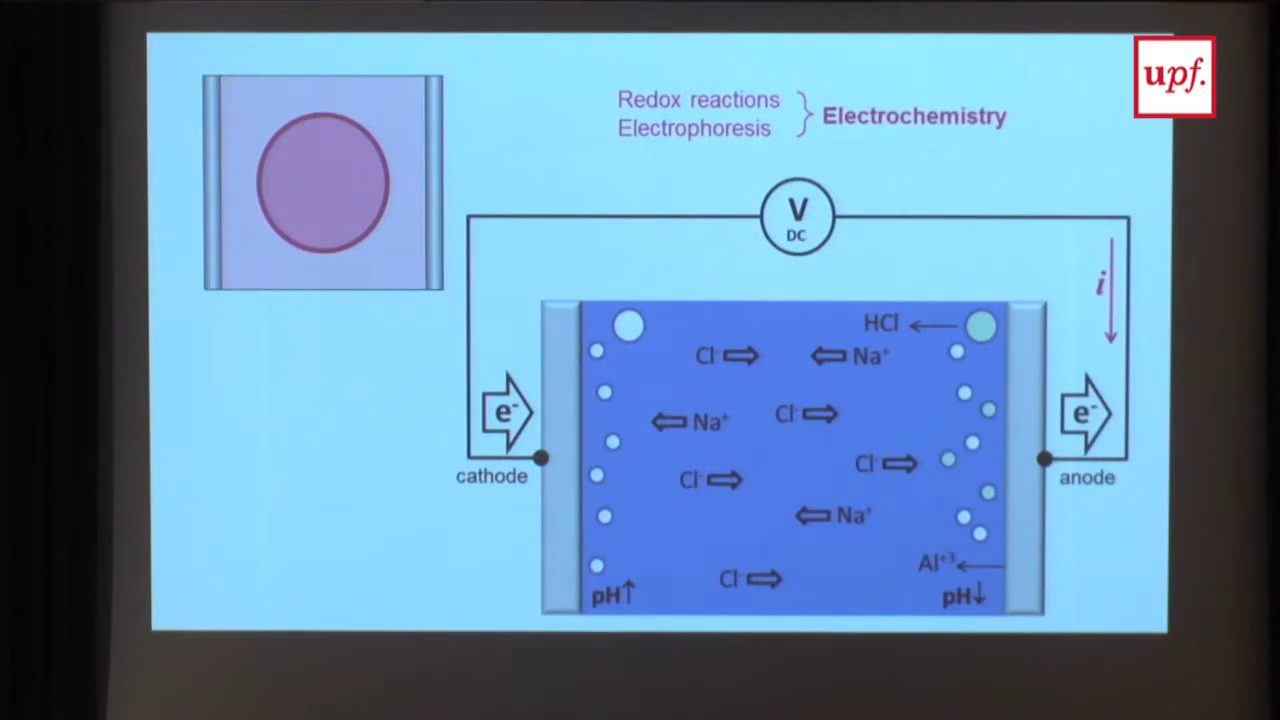 upf.
Redox reactions
Electrophoresis
Electrochemistry
V
DC
i
HCl
Cl⁻
Na⁺
Na⁺
Cl⁻
e⁻
e⁻
Cl⁻
Cl⁻
cathode
anode
Na⁺
Al⁺³
Cl⁻
pH↑
pH↓